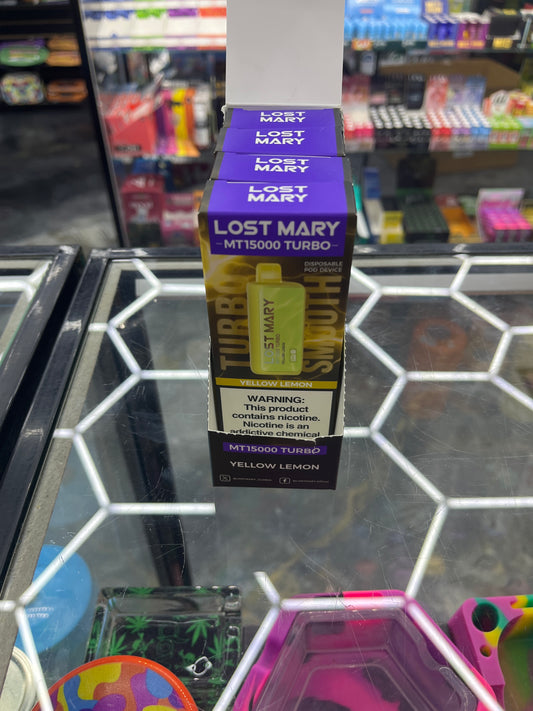 LOST
MARY
LOST
MARY
LOST
MARY
LOST
MARY
LOST MARY
MT15000 TURBO
DISPOSABLE
POD DEVICE
TURBO
SMOOTH
LOST MARY
YELLOW LEMON
WARNING:
This product
contains nicotine.
Nicotine is an
addictive chemical
MT15000 TURBO
YELLOW LEMON